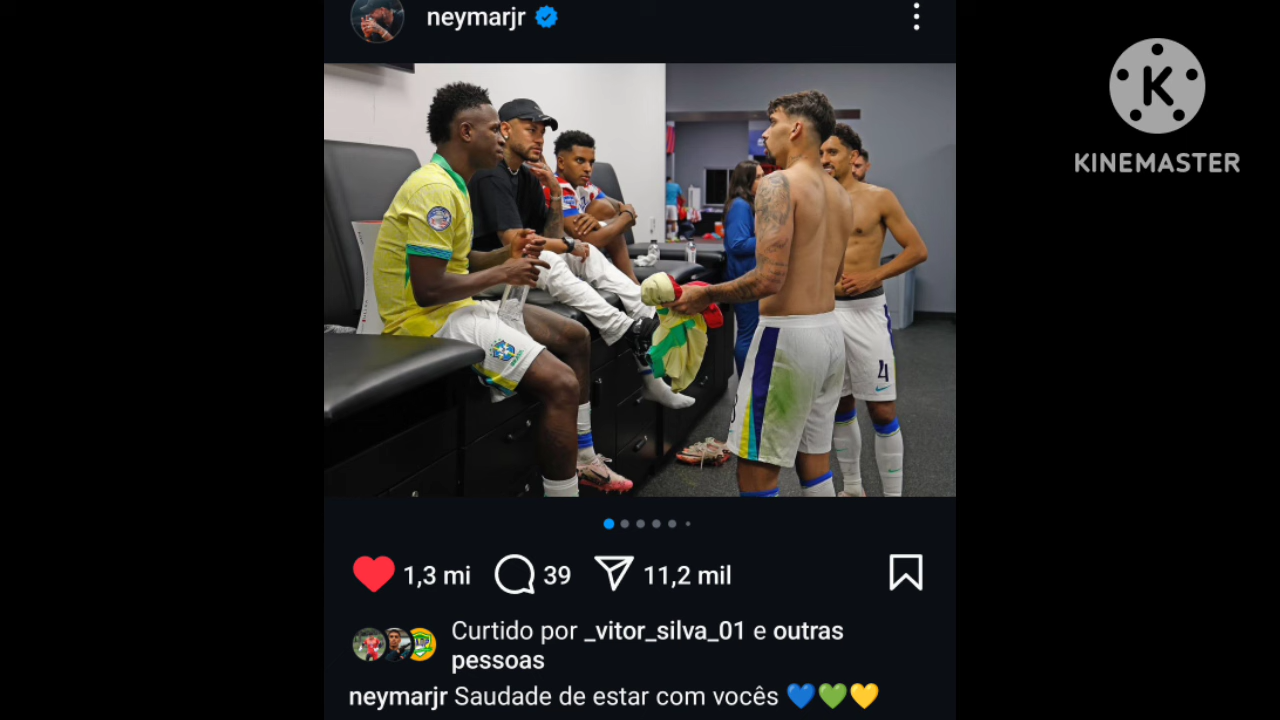 neymarjr
KINEMASTER
4
1,3 mi 39 11,2 mil
Curtido por _vitor_silva_01 e outras
pessoas
neymarjr Saudade de estar com vocês 💙💚💛